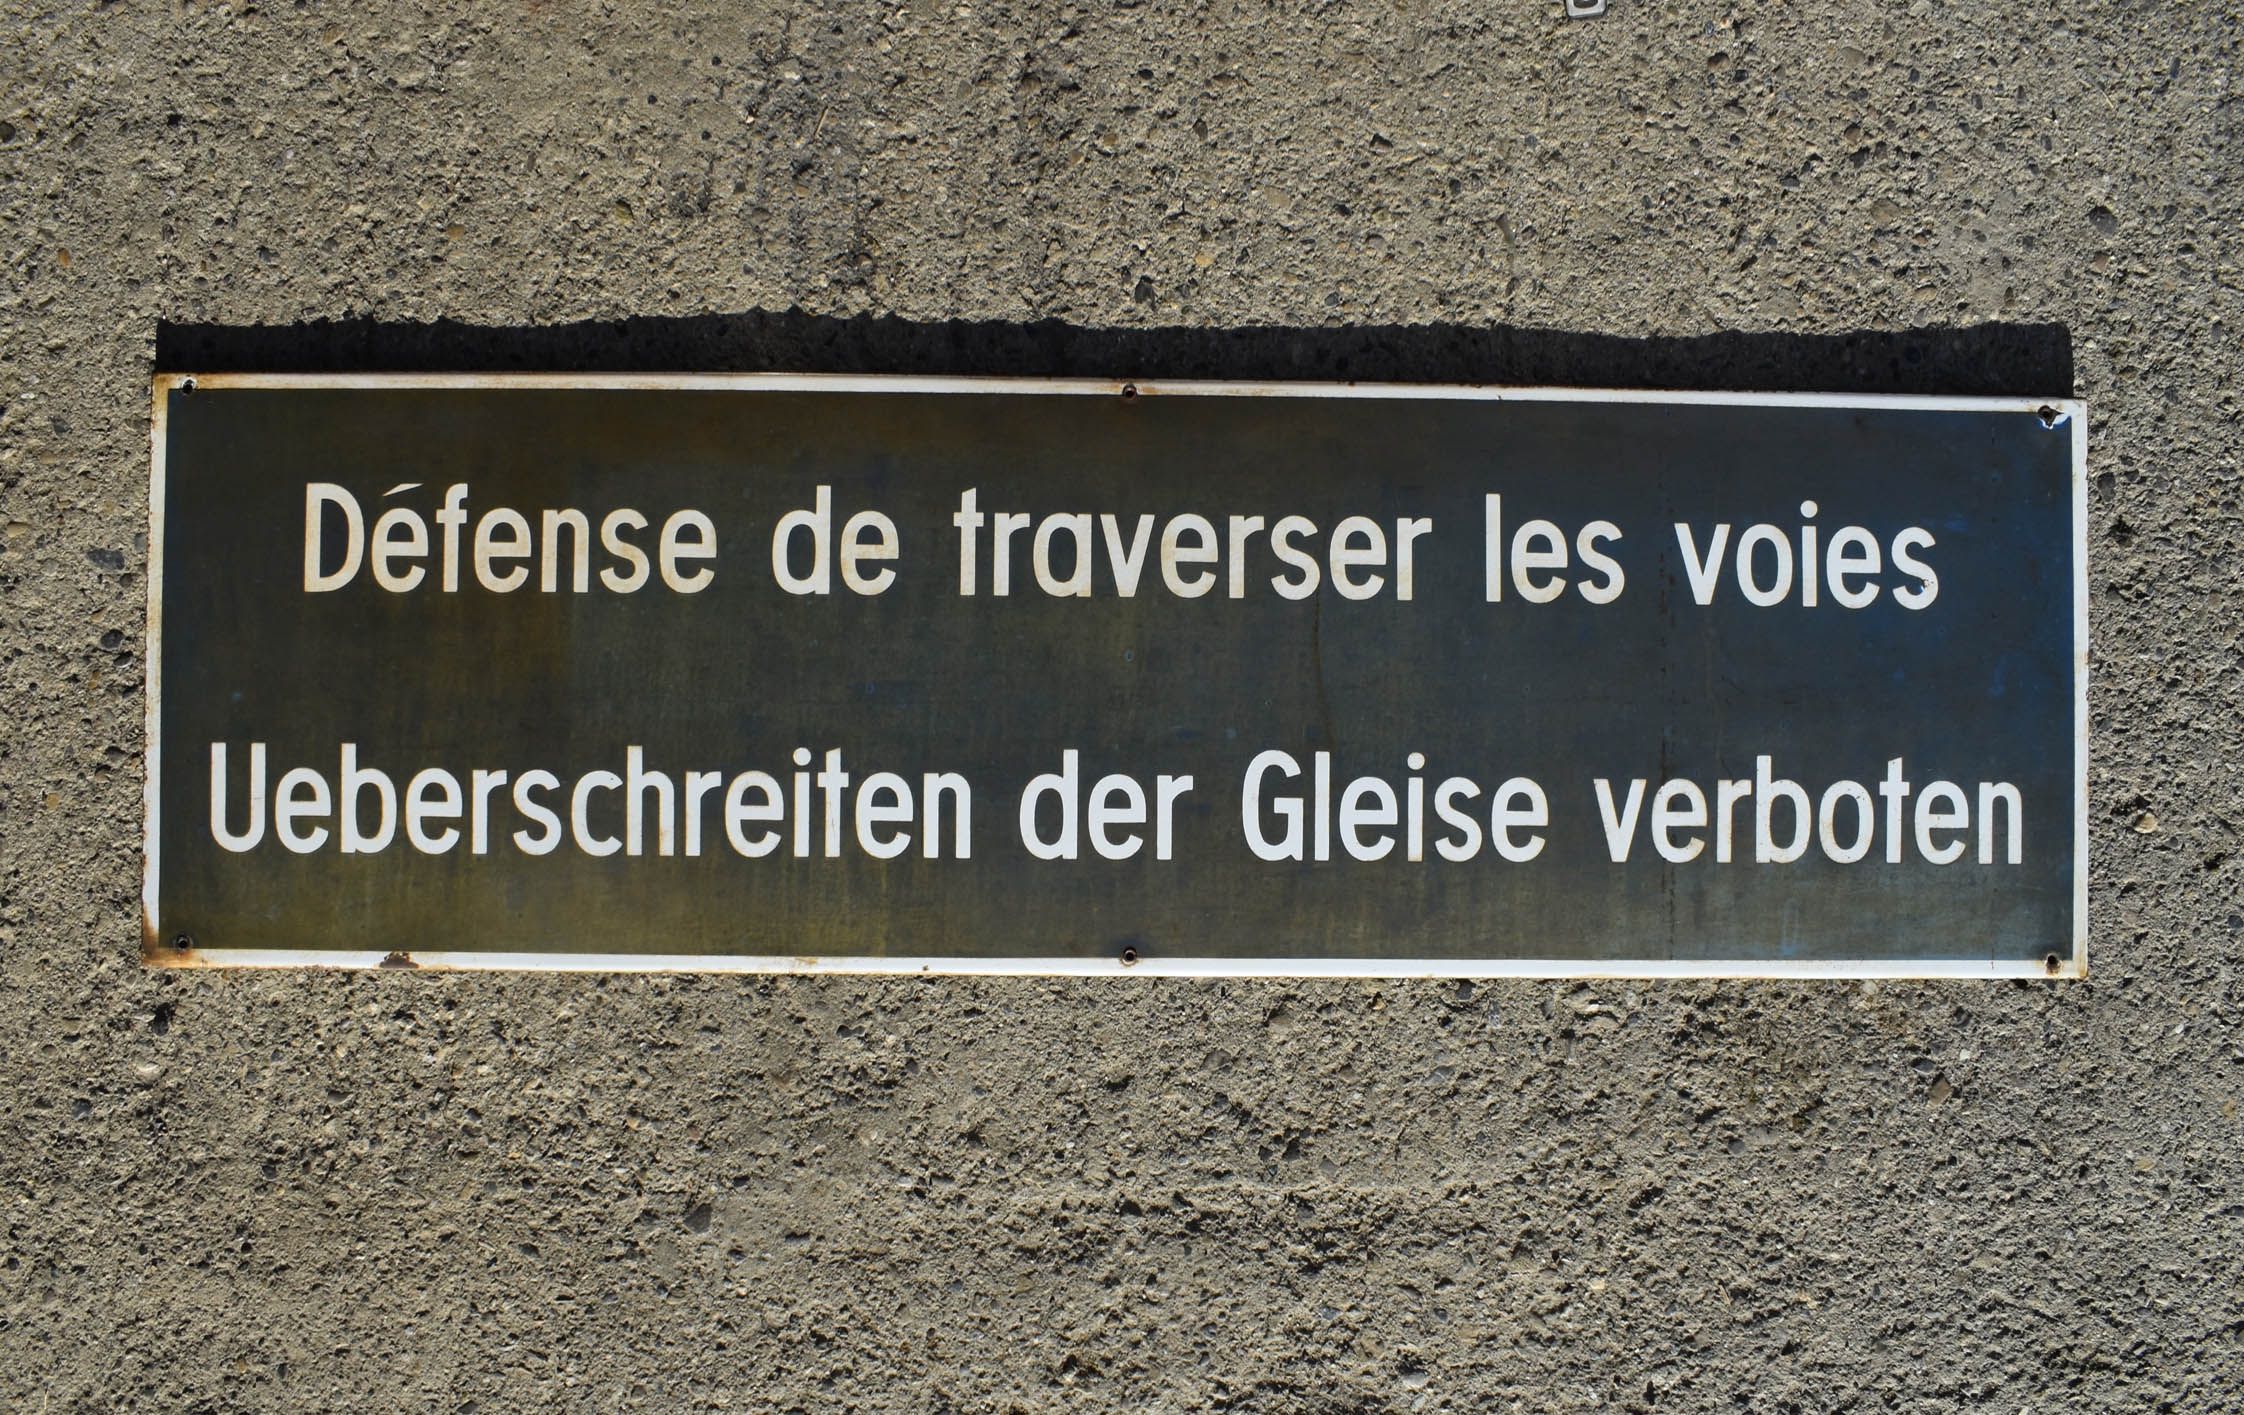 Défense de traverser les voies
Ueberschreiten der Gleise verboten